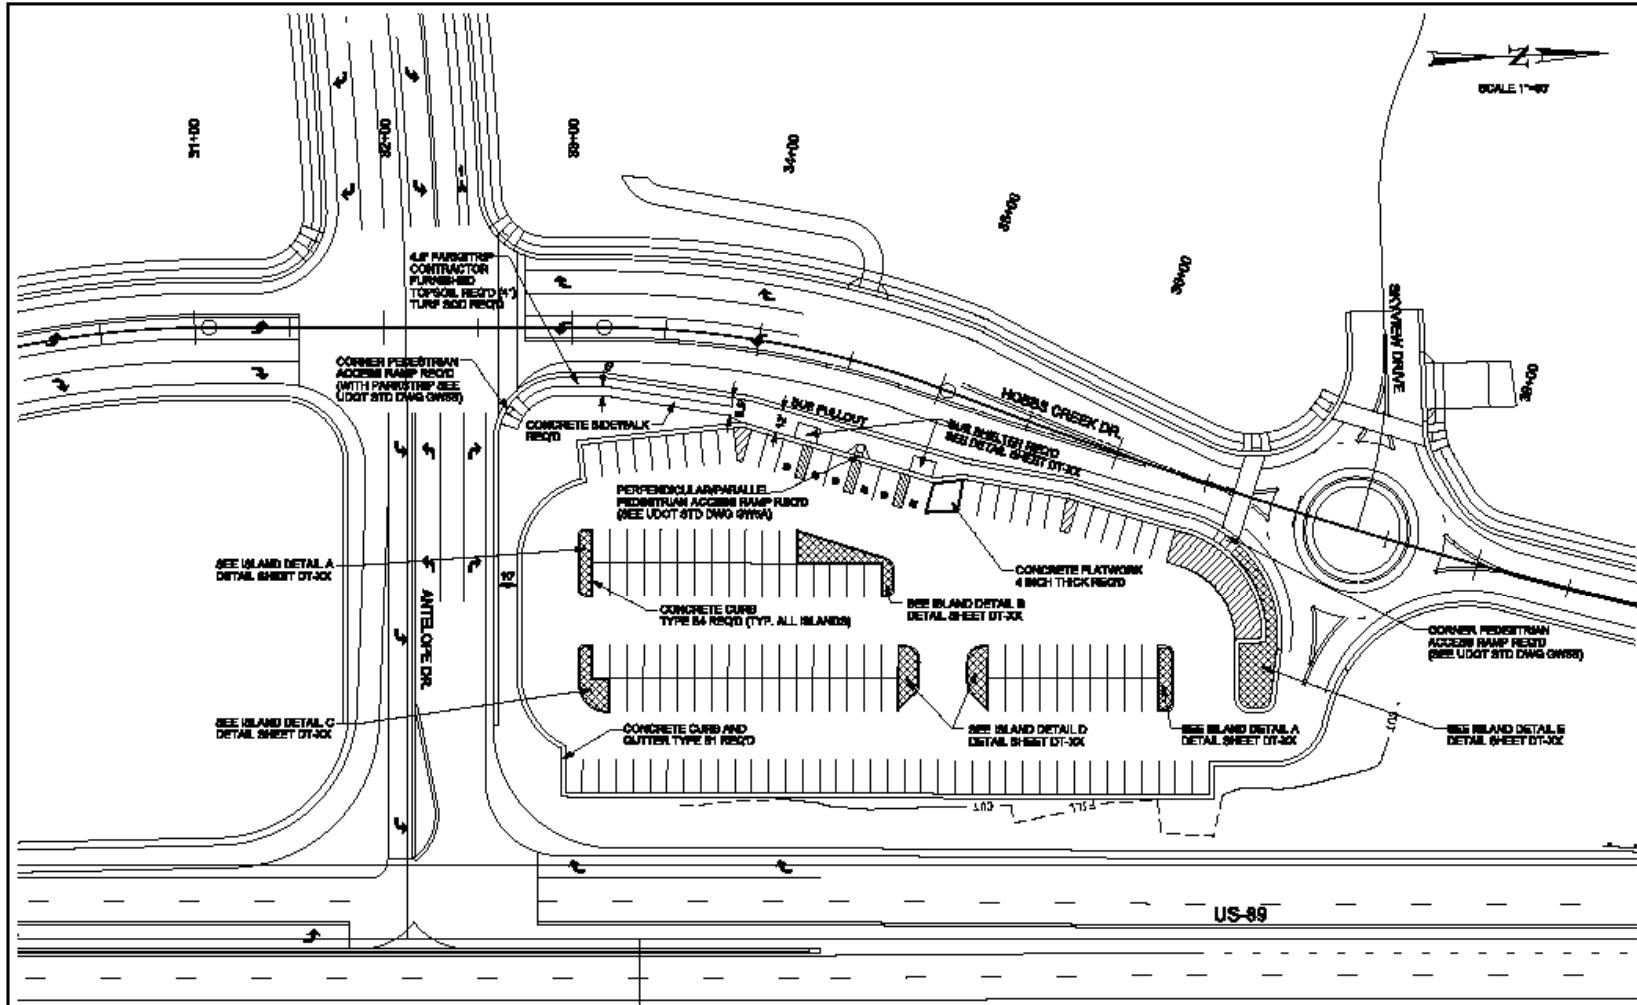 N
SCALE 1"=60'
31+00
32+00
33+00
34+00
35+00
36+00
38+00
SKYVIEW DRIVE
4.5' PARKSTRIP
CONTRACTOR
FURNISHED
TOPSOIL REQ'D (4")
TURF SOD REQ'D
CORNER PEDESTRIAN
ACCESS RAMP REQ'D
(WITH PARKSTRIP SEE
UDOT STD DWG GW5B)
CONCRETE SIDEWALK
REQ'D
BUS PULLOUT
12'
HOBBS CREEK DR.
BUS SHELTER REQ'D
SEE DETAIL SHEET DT-XX
PERPENDICULAR/PARALLEL
PEDESTRIAN ACCESS RAMP REQ'D
(SEE UDOT STD DWG GW5A)
SEE ISLAND DETAIL A
DETAIL SHEET DT-XX
10'
CONCRETE FLATWORK
4 INCH THICK REQ'D
CONCRETE CURB
TYPE B4 REQ'D (TYP. ALL ISLANDS)
SEE ISLAND DETAIL B
DETAIL SHEET DT-XX
ANTELOPE DR.
CORNER PEDESTRIAN
ACCESS RAMP REQ'D
(SEE UDOT STD DWG GW5B)
SEE ISLAND DETAIL C
DETAIL SHEET DT-XX
CONCRETE CURB AND
GUTTER TYPE B1 REQ'D
SEE ISLAND DETAIL D
DETAIL SHEET DT-XX
SEE ISLAND DETAIL A
DETAIL SHEET DT-XX
SEE ISLAND DETAIL E
DETAIL SHEET DT-XX
CUT
FILL
CUT
US-89